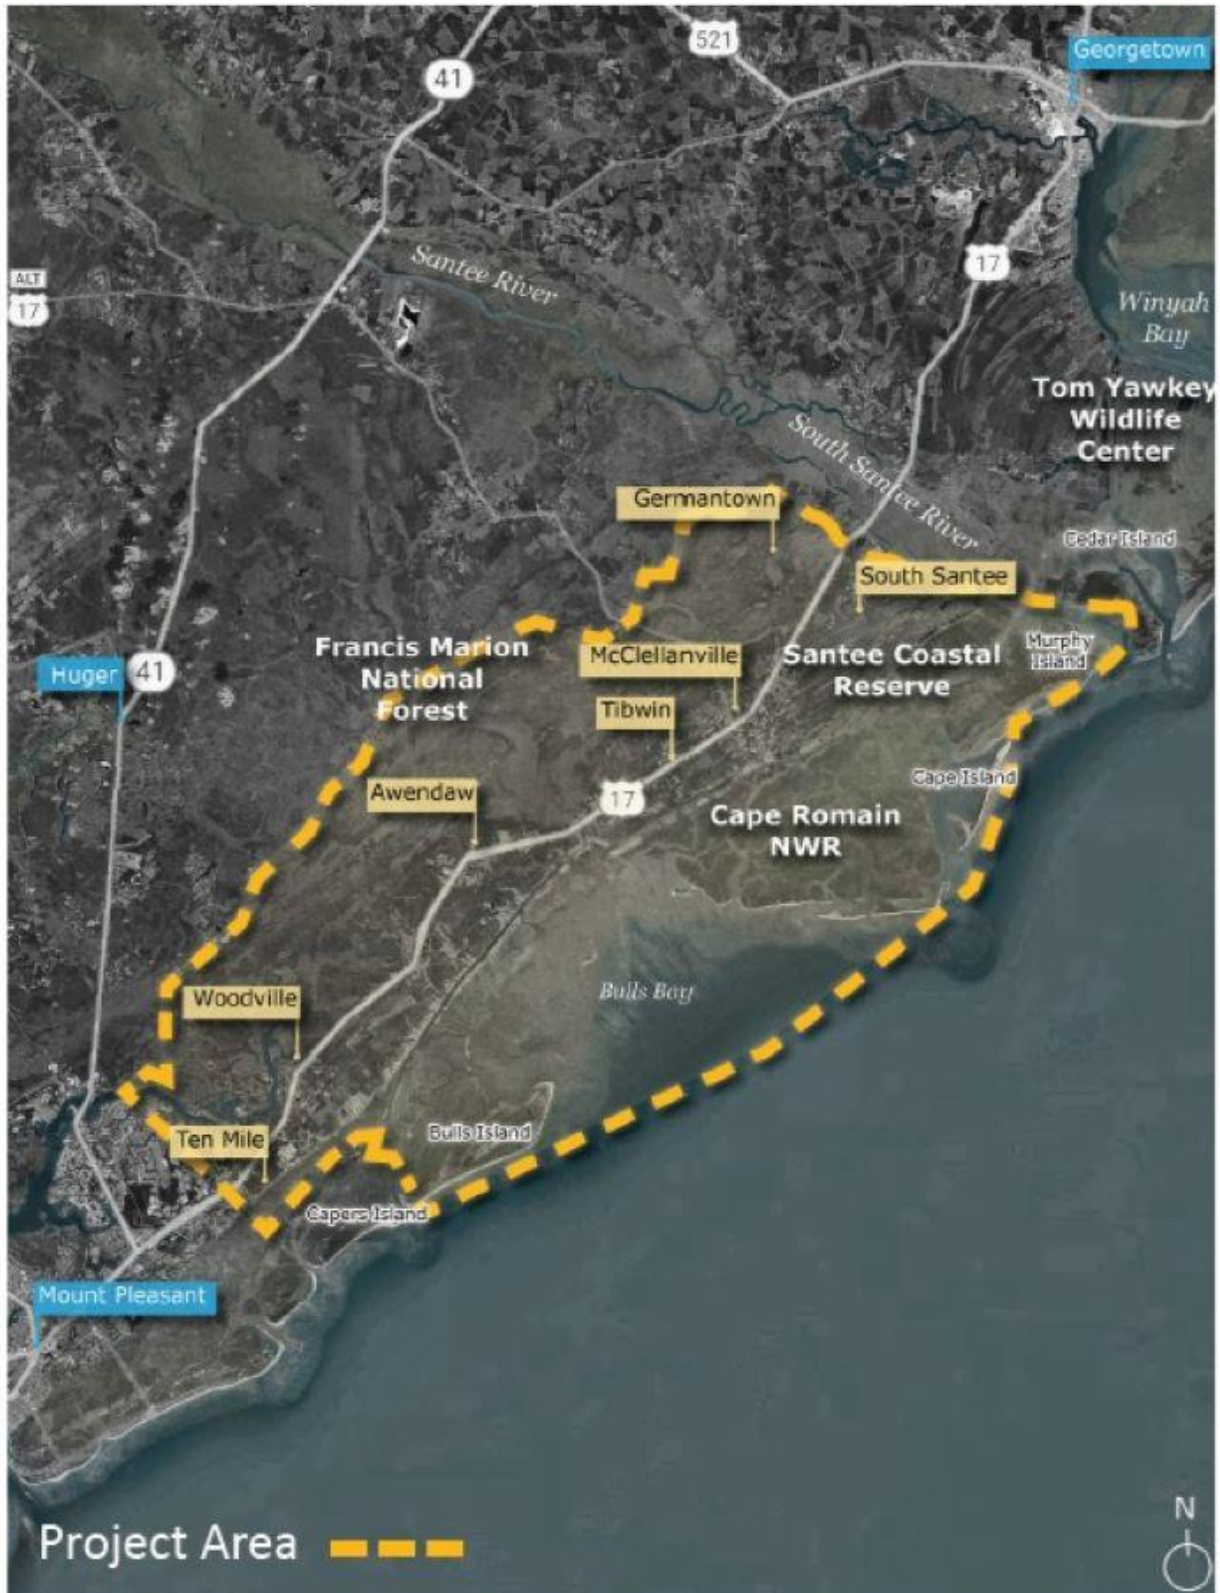 521
Georgetown
41
Santee River
17
ALT
17
Winyah
Bay
Tom Yawkey
Wildlife
Center
South Santee River
Germantown
Cedar Island
South Santee
Francis Marion
National
Forest
McClellanville
Santee Coastal
Reserve
Murphy
Island
Huger
41
Tibwin
Awendaw
17
Cape Island
Cape Romain
NWR
Woodville
Bulls Bay
Ten Mile
Bulls Island
Capers Island
Mount Pleasant
Project Area
N